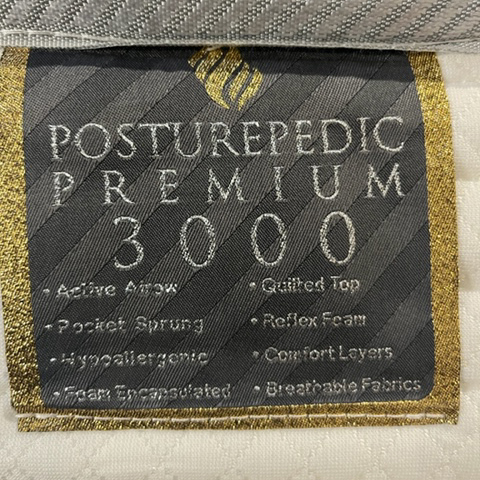 POSTUREPEDIC
PREMIUM
3000
• Active Airow • Quilted Top
• Pocket Sprung • Reflex Foam
• Hypoallergenic • Comfort Layers
• Foam Encapsulated • Breathable Fabrics